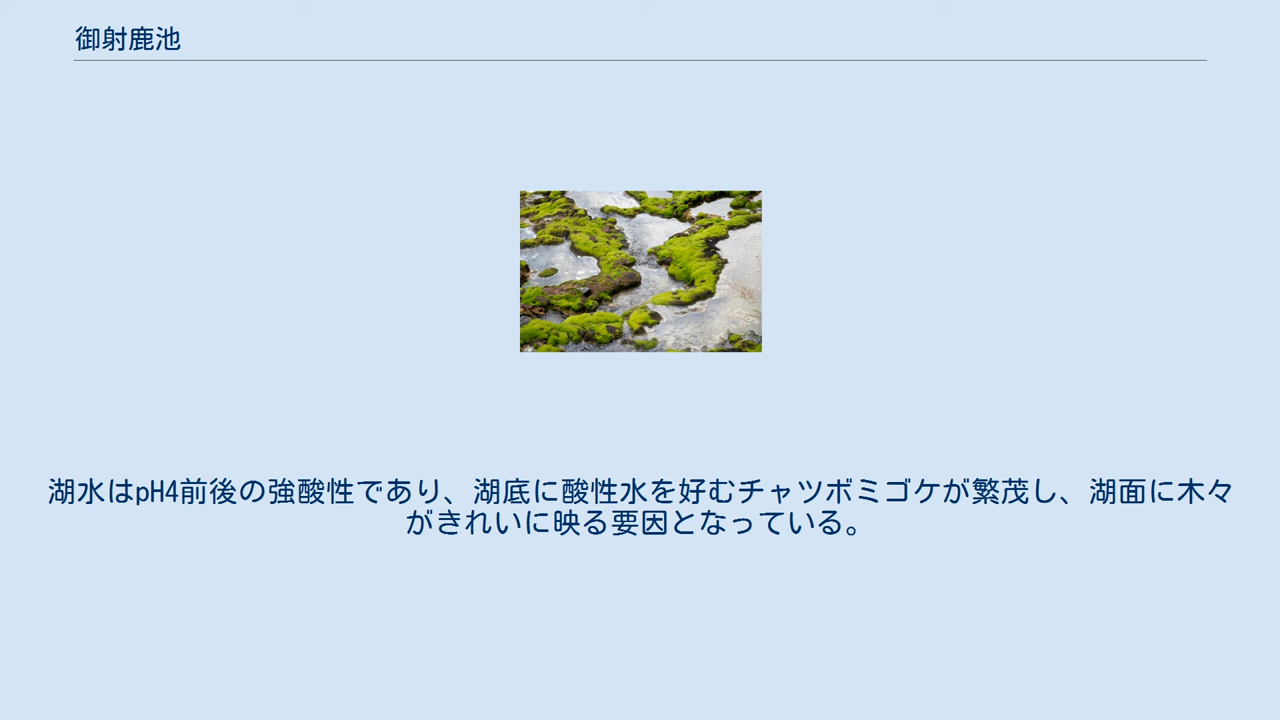 御射鹿池
湖水はpH4前後の強酸性であり、湖底に酸性水を好むチャツボミゴケが繁茂し、湖面に木々
がきれいに映る要因となっている。